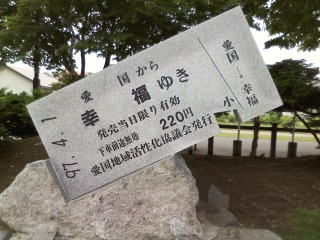 97.4.1
愛国から
幸福ゆき
発売当日限り有効
下車前途無効 220円
愛国地域活性化協議会発行
愛国→幸福
小